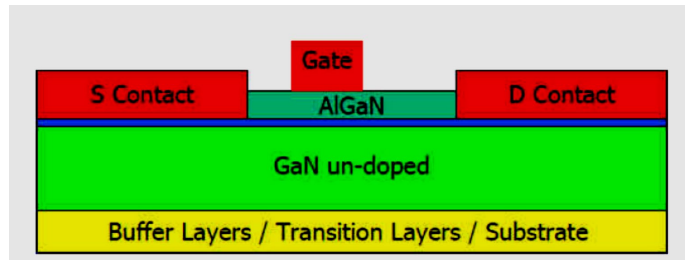 Gate
S Contact
AlGaN
D Contact
GaN un-doped
Buffer Layers / Transition Layers / Substrate